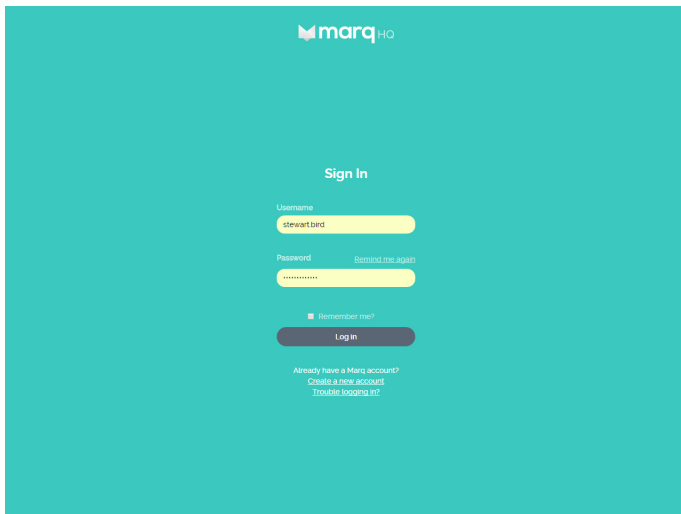 marq HQ
Sign In
Username
stewart.bird
Password Remind me again
•••••••••••••
Remember me?
Log in
Already have a Marq account?
Create a new account
Trouble logging in?